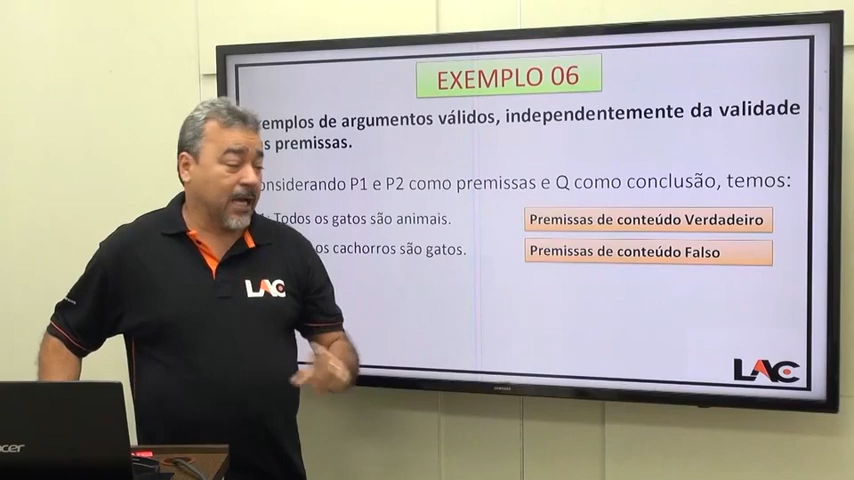 EXEMPLO 06
emplos de argumentos válidos, independentemente da validade
s premissas.
onsiderando P1 e P2 como premissas e Q como conclusão, temos:
: Todos os gatos são animais.
Premissas de conteúdo Verdadeiro
os cachorros são gatos.
Premissas de conteúdo Falso
LAC
LAC
SAMSUNG
acer